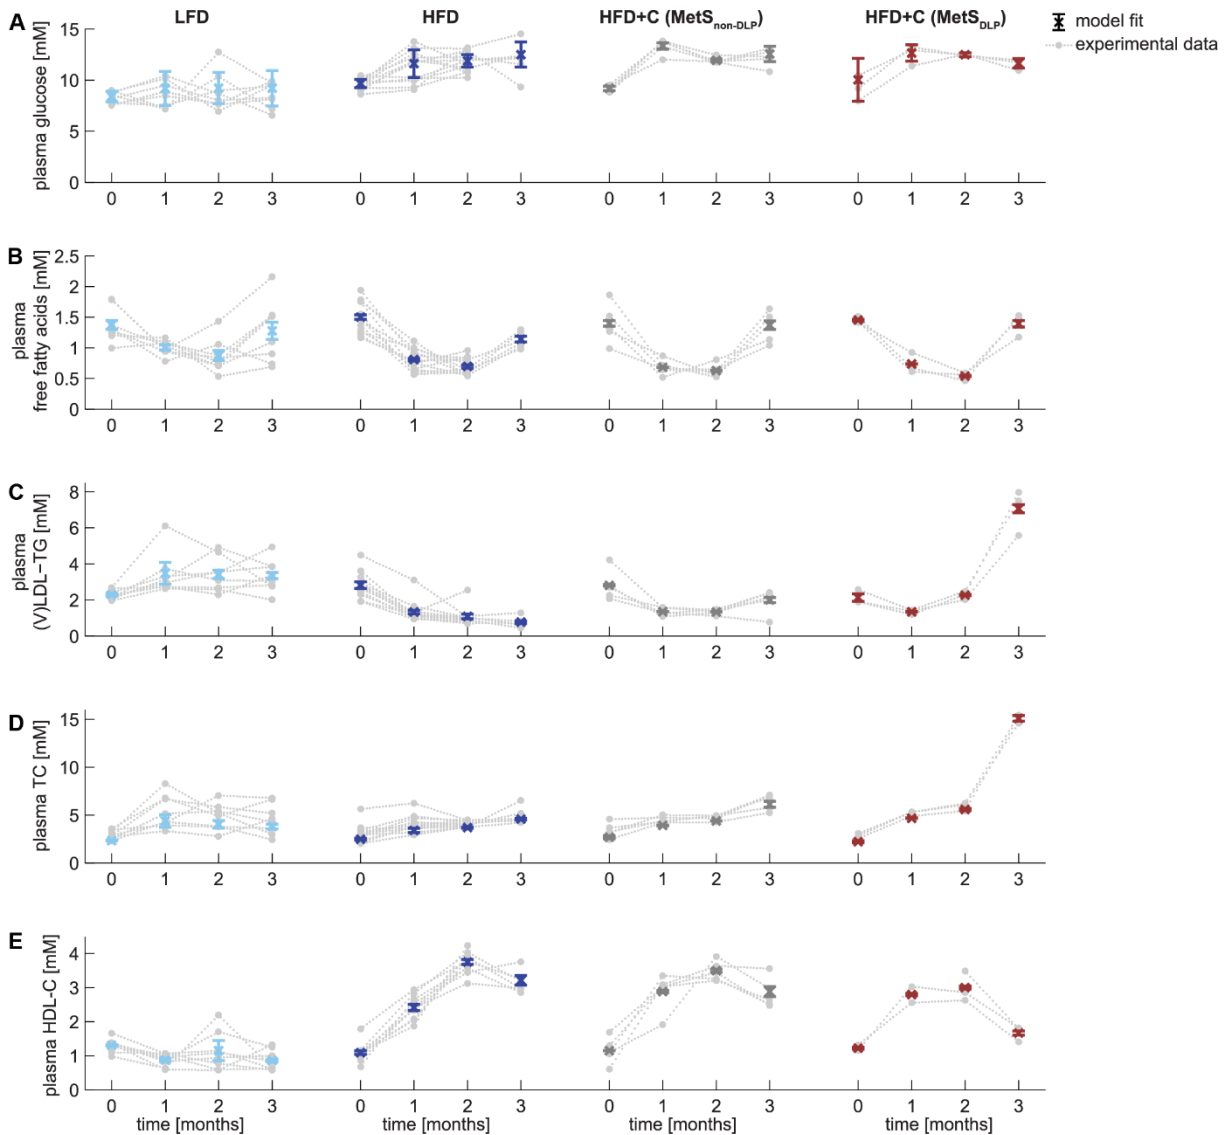 A
LFD
HFD
HFD+C (MetSnon-DLP)
HFD+C (MetSDLP)
model fit
experimental data
plasma glucose [mM]
15
10
5
0
0 1 2 3
0 1 2 3
0 1 2 3
0 1 2 3
B
plasma
free fatty acids [mM]
2.5
2
1.5
1
0.5
0
0 1 2 3
0 1 2 3
0 1 2 3
0 1 2 3
C
plasma
(V)LDL-TG [mM]
8
6
4
2
0
0 1 2 3
0 1 2 3
0 1 2 3
0 1 2 3
D
plasma TC [mM]
15
10
5
0
0 1 2 3
0 1 2 3
0 1 2 3
0 1 2 3
E
plasma HDL-C [mM]
4
3
2
1
0
0 1 2 3
0 1 2 3
0 1 2 3
0 1 2 3
time [months]
time [months]
time [months]
time [months]